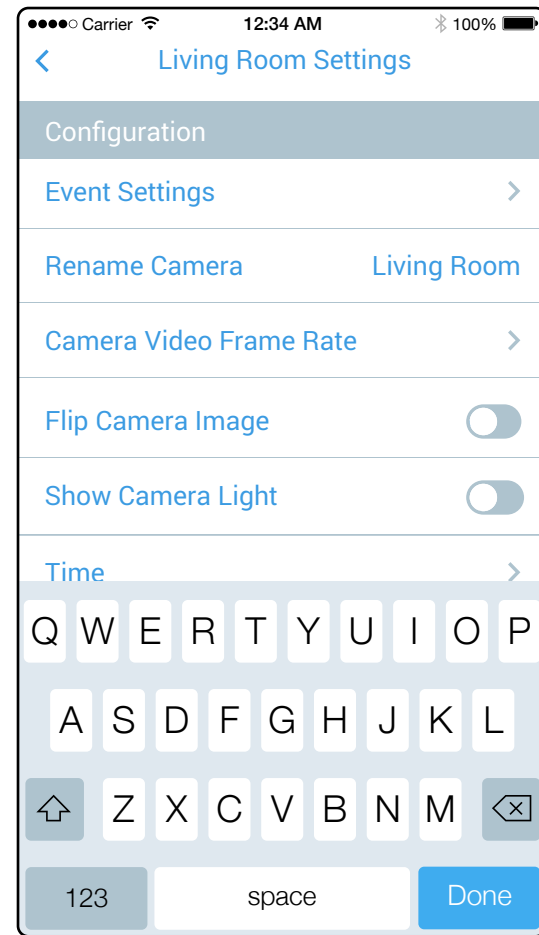 Carrier 12:34 AM 100%
Living Room Settings
Configuration
Event Settings
Rename Camera Living Room
Camera Video Frame Rate
Flip Camera Image
Show Camera Light
Time
Q W E R T Y U I O P
A S D F G H J K L
Z X C V B N M
123 space Done